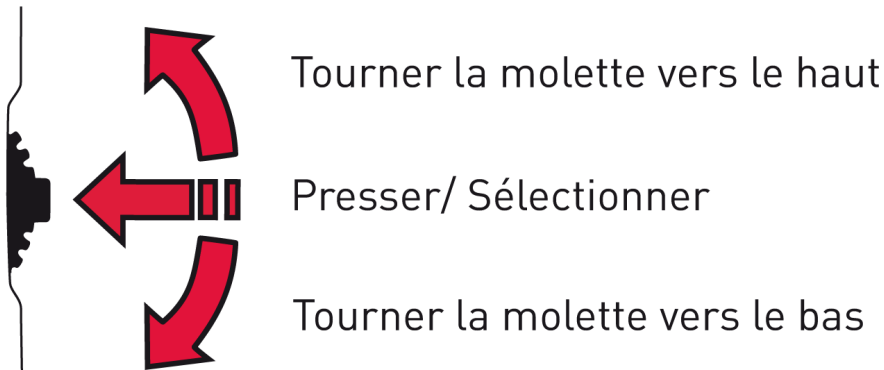 Tourner la molette vers le haut
Presser/ Sélectionner
Tourner la molette vers le bas